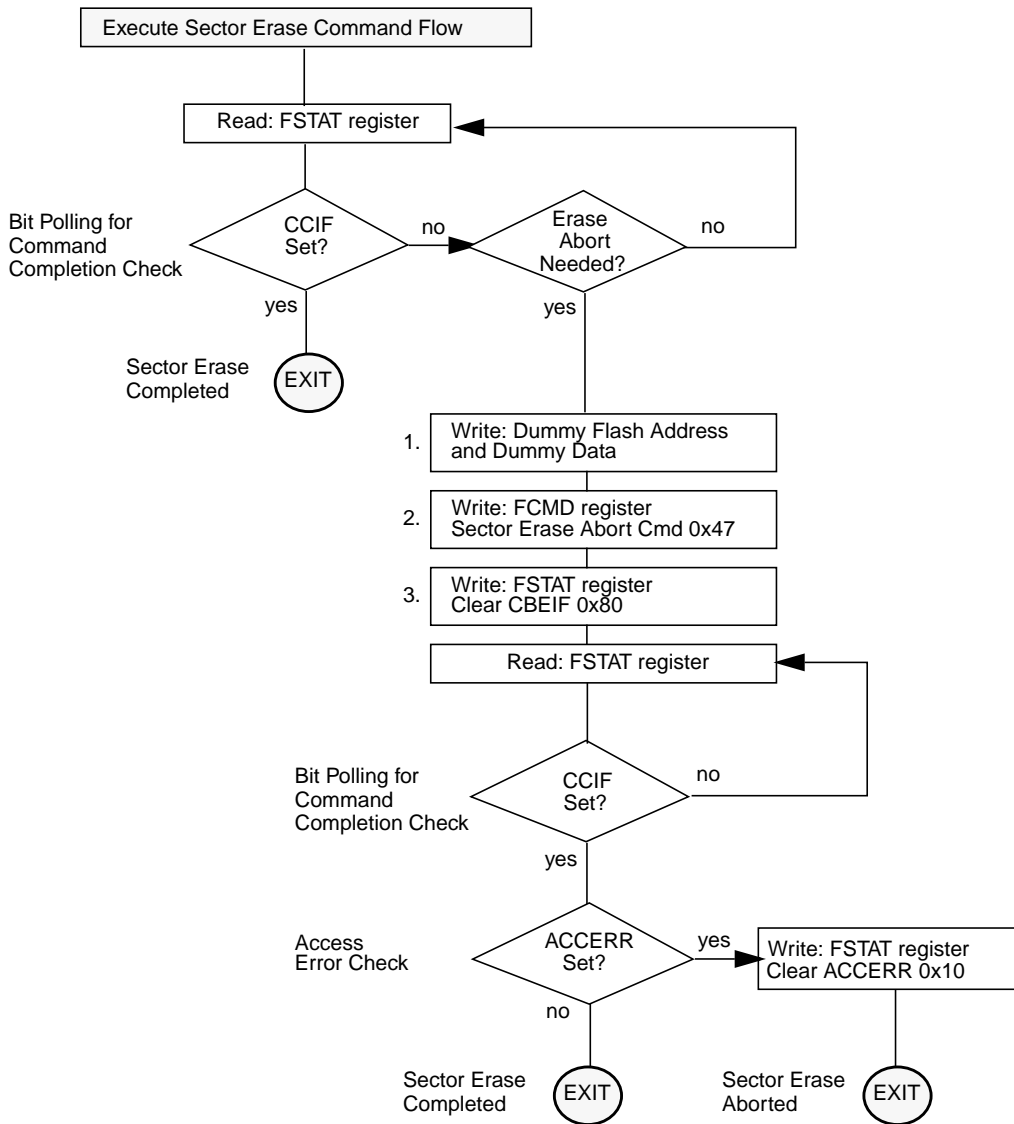 Execute Sector Erase Command Flow
Read: FSTAT register
Bit Polling for
Command
Completion Check
CCIF
Set?
no
Erase
Abort
Needed?
no
yes
yes
Sector Erase
Completed
EXIT
1.
Write: Dummy Flash Address
and Dummy Data
2.
Write: FCMD register
Sector Erase Abort Cmd 0x47
3.
Write: FSTAT register
Clear CBEIF 0x80
Read: FSTAT register
Bit Polling for
Command
Completion Check
CCIF
Set?
no
yes
Access
Error Check
ACCERR
Set?
yes
Write: FSTAT register
Clear ACCERR 0x10
no
Sector Erase
Completed
EXIT
Sector Erase
Aborted
EXIT